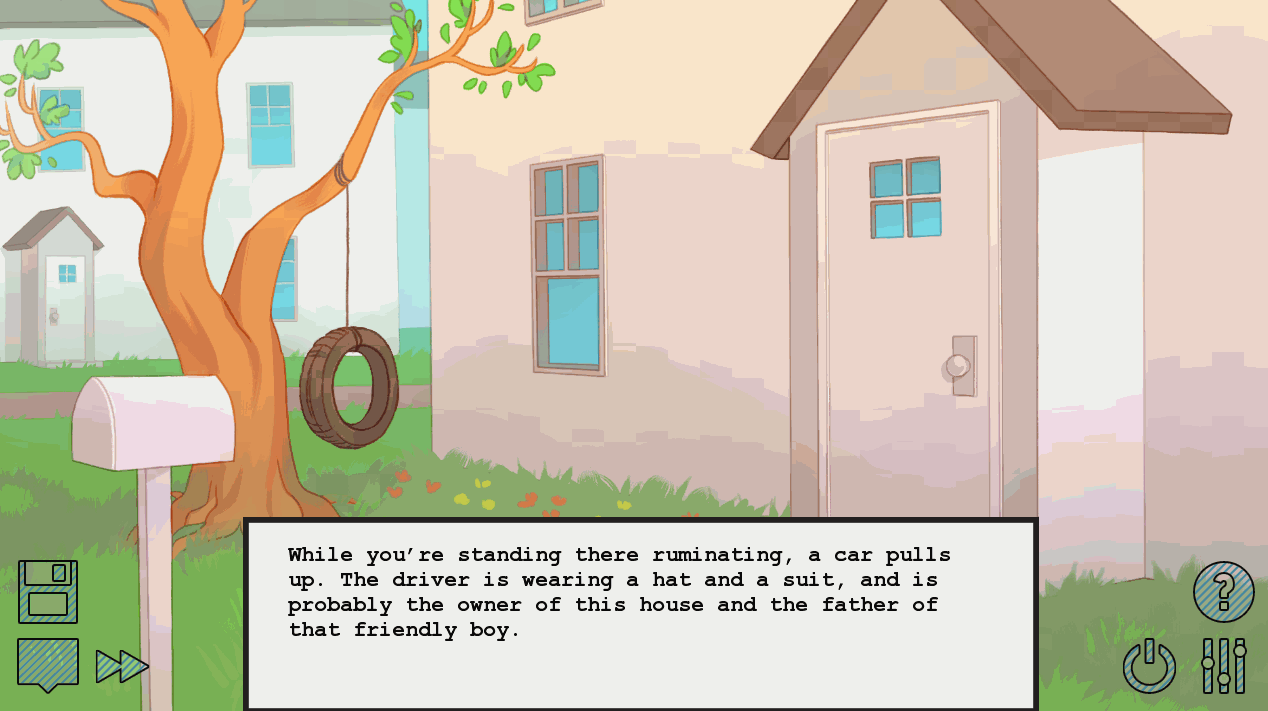 While you’re standing there ruminating, a car pulls
up. The driver is wearing a hat and a suit, and is
probably the owner of this house and the father of
that friendly boy.
?